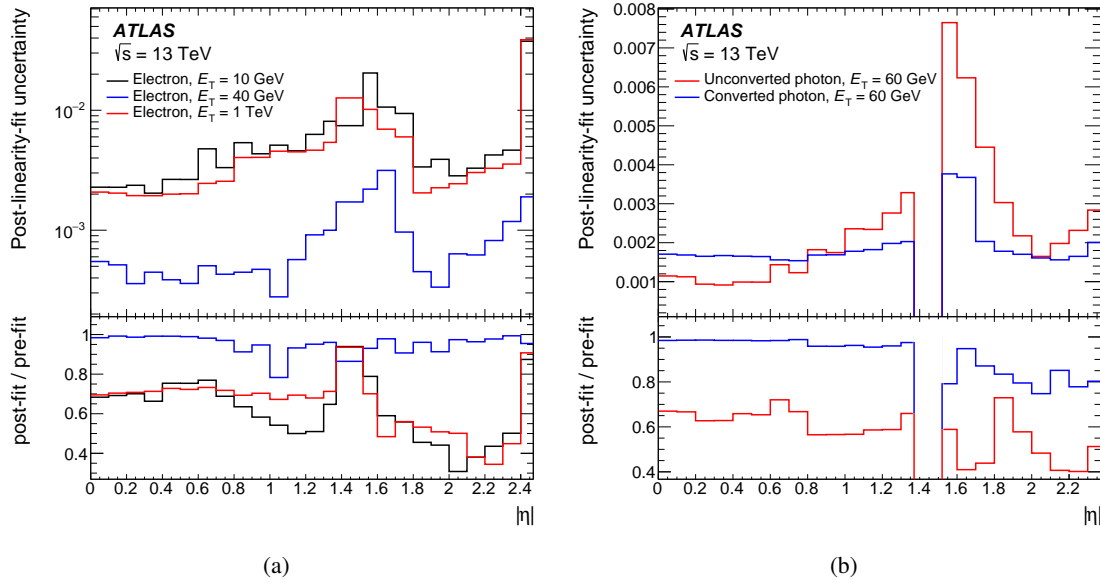 ATLAS
√s = 13 TeV
Electron, E_T = 10 GeV
Electron, E_T = 40 GeV
Electron, E_T = 1 TeV
Post-linearity-fit uncertainty
10⁻²
10⁻³
post-fit / pre-fit
1
0.8
0.6
0.4
0 0.2 0.4 0.6 0.8 1 1.2 1.4 1.6 1.8 2 2.2 2.4
|η|
(a)
ATLAS
√s = 13 TeV
Unconverted photon, E_T = 60 GeV
Converted photon, E_T = 60 GeV
Post-linearity-fit uncertainty
0.008
0.007
0.006
0.005
0.004
0.003
0.002
0.001
post-fit / pre-fit
1
0.8
0.6
0.4
0 0.2 0.4 0.6 0.8 1 1.2 1.4 1.6 1.8 2 2.2
|η|
(b)